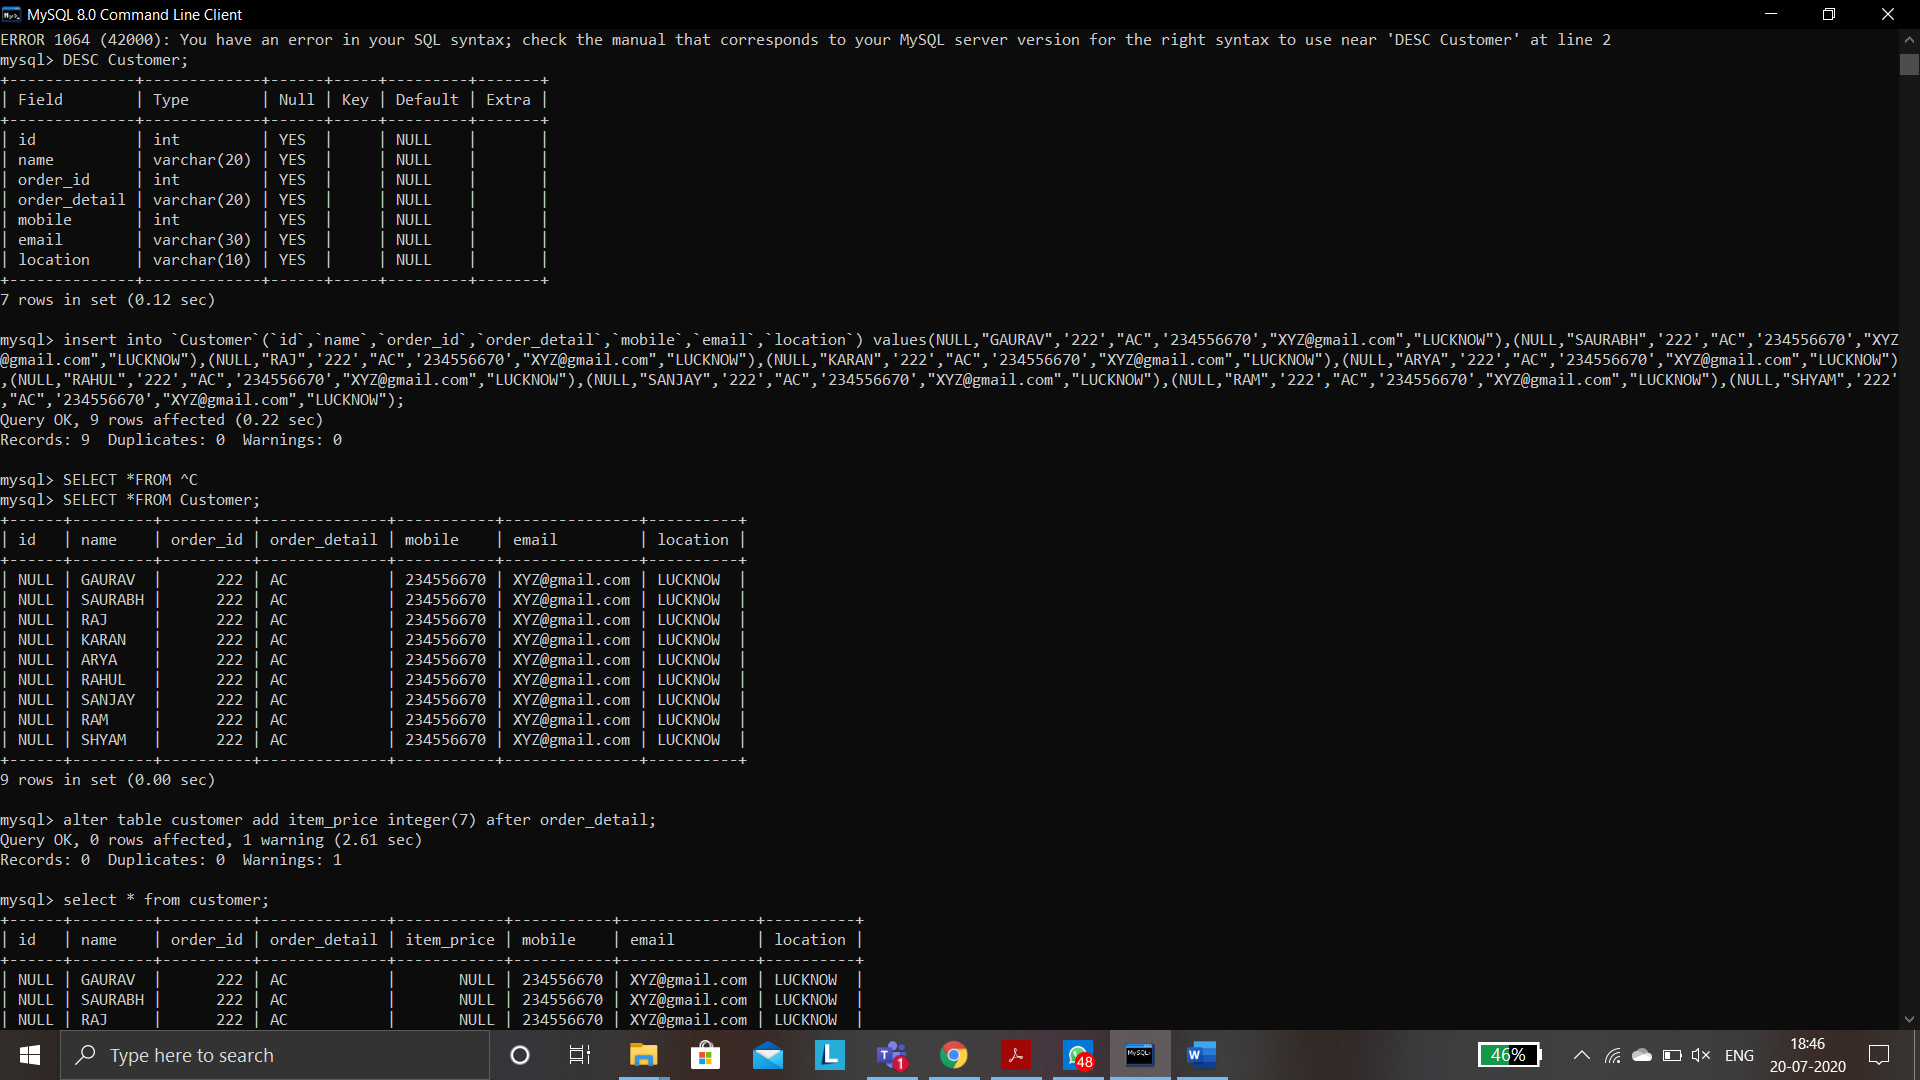 MySQL 8.0 Command Line Client
ERROR 1064 (42000): You have an error in your SQL syntax; check the manual that corresponds to your MySQL server version for the right syntax to use near 'DESC Customer' at line 2
mysql> DESC Customer;
+--------------+-------------+------+-----+---------+-------+
| Field        | Type        | Null | Key | Default | Extra |
+--------------+-------------+------+-----+---------+-------+
| id           | int         | YES  |     | NULL    |       |
| name         | varchar(20) | YES  |     | NULL    |       |
| order_id     | int         | YES  |     | NULL    |       |
| order_detail | varchar(20) | YES  |     | NULL    |       |
| mobile       | int         | YES  |     | NULL    |       |
| email        | varchar(30) | YES  |     | NULL    |       |
| location     | varchar(10) | YES  |     | NULL    |       |
+--------------+-------------+------+-----+---------+-------+
7 rows in set (0.12 sec)
mysql> insert into `Customer`(`id`,`name`,`order_id`,`order_detail`,`mobile`,`email`,`location`) values(NULL,"GAURAV",'222',"AC",'234556670',"XYZ@gmail.com","LUCKNOW"),(NULL,"SAURABH",'222',"AC",'234556670',"XYZ
@gmail.com","LUCKNOW"),(NULL,"RAJ",'222',"AC",'234556670',"XYZ@gmail.com","LUCKNOW"),(NULL,"KARAN",'222',"AC",'234556670',"XYZ@gmail.com","LUCKNOW"),(NULL,"ARYA",'222',"AC",'234556670',"XYZ@gmail.com","LUCKNOW")
,(NULL,"RAHUL",'222',"AC",'234556670',"XYZ@gmail.com","LUCKNOW"),(NULL,"SANJAY",'222',"AC",'234556670',"XYZ@gmail.com","LUCKNOW"),(NULL,"RAM",'222',"AC",'234556670',"XYZ@gmail.com","LUCKNOW"),(NULL,"SHYAM",'222'
,"AC",'234556670',"XYZ@gmail.com","LUCKNOW");
Query OK, 9 rows affected (0.22 sec)
Records: 9  Duplicates: 0  Warnings: 0
mysql> SELECT *FROM ^C
mysql> SELECT *FROM Customer;
+------+---------+----------+--------------+-----------+---------------+----------+
| id   | name    | order_id | order_detail | mobile    | email         | location |
+------+---------+----------+--------------+-----------+---------------+----------+
| NULL | GAURAV  |      222 | AC           | 234556670 | XYZ@gmail.com | LUCKNOW  |
| NULL | SAURABH |      222 | AC           | 234556670 | XYZ@gmail.com | LUCKNOW  |
| NULL | RAJ     |      222 | AC           | 234556670 | XYZ@gmail.com | LUCKNOW  |
| NULL | KARAN   |      222 | AC           | 234556670 | XYZ@gmail.com | LUCKNOW  |
| NULL | ARYA    |      222 | AC           | 234556670 | XYZ@gmail.com | LUCKNOW  |
| NULL | RAHUL   |      222 | AC           | 234556670 | XYZ@gmail.com | LUCKNOW  |
| NULL | SANJAY  |      222 | AC           | 234556670 | XYZ@gmail.com | LUCKNOW  |
| NULL | RAM     |      222 | AC           | 234556670 | XYZ@gmail.com | LUCKNOW  |
| NULL | SHYAM   |      222 | AC           | 234556670 | XYZ@gmail.com | LUCKNOW  |
+------+---------+----------+--------------+-----------+---------------+----------+
9 rows in set (0.00 sec)
mysql> alter table customer add item_price integer(7) after order_detail;
Query OK, 0 rows affected, 1 warning (2.61 sec)
Records: 0  Duplicates: 0  Warnings: 1
mysql> select * from customer;
+------+---------+----------+--------------+------------+-----------+---------------+----------+
| id   | name    | order_id | order_detail | item_price | mobile    | email         | location |
+------+---------+----------+--------------+------------+-----------+---------------+----------+
| NULL | GAURAV  |      222 | AC           |       NULL | 234556670 | XYZ@gmail.com | LUCKNOW  |
| NULL | SAURABH |      222 | AC           |       NULL | 234556670 | XYZ@gmail.com | LUCKNOW  |
| NULL | RAJ     |      222 | AC           |       NULL | 234556670 | XYZ@gmail.com | LUCKNOW  |
Type here to search
L
1
48
MySQL
W
46%
ENG
18:46
20-07-2020